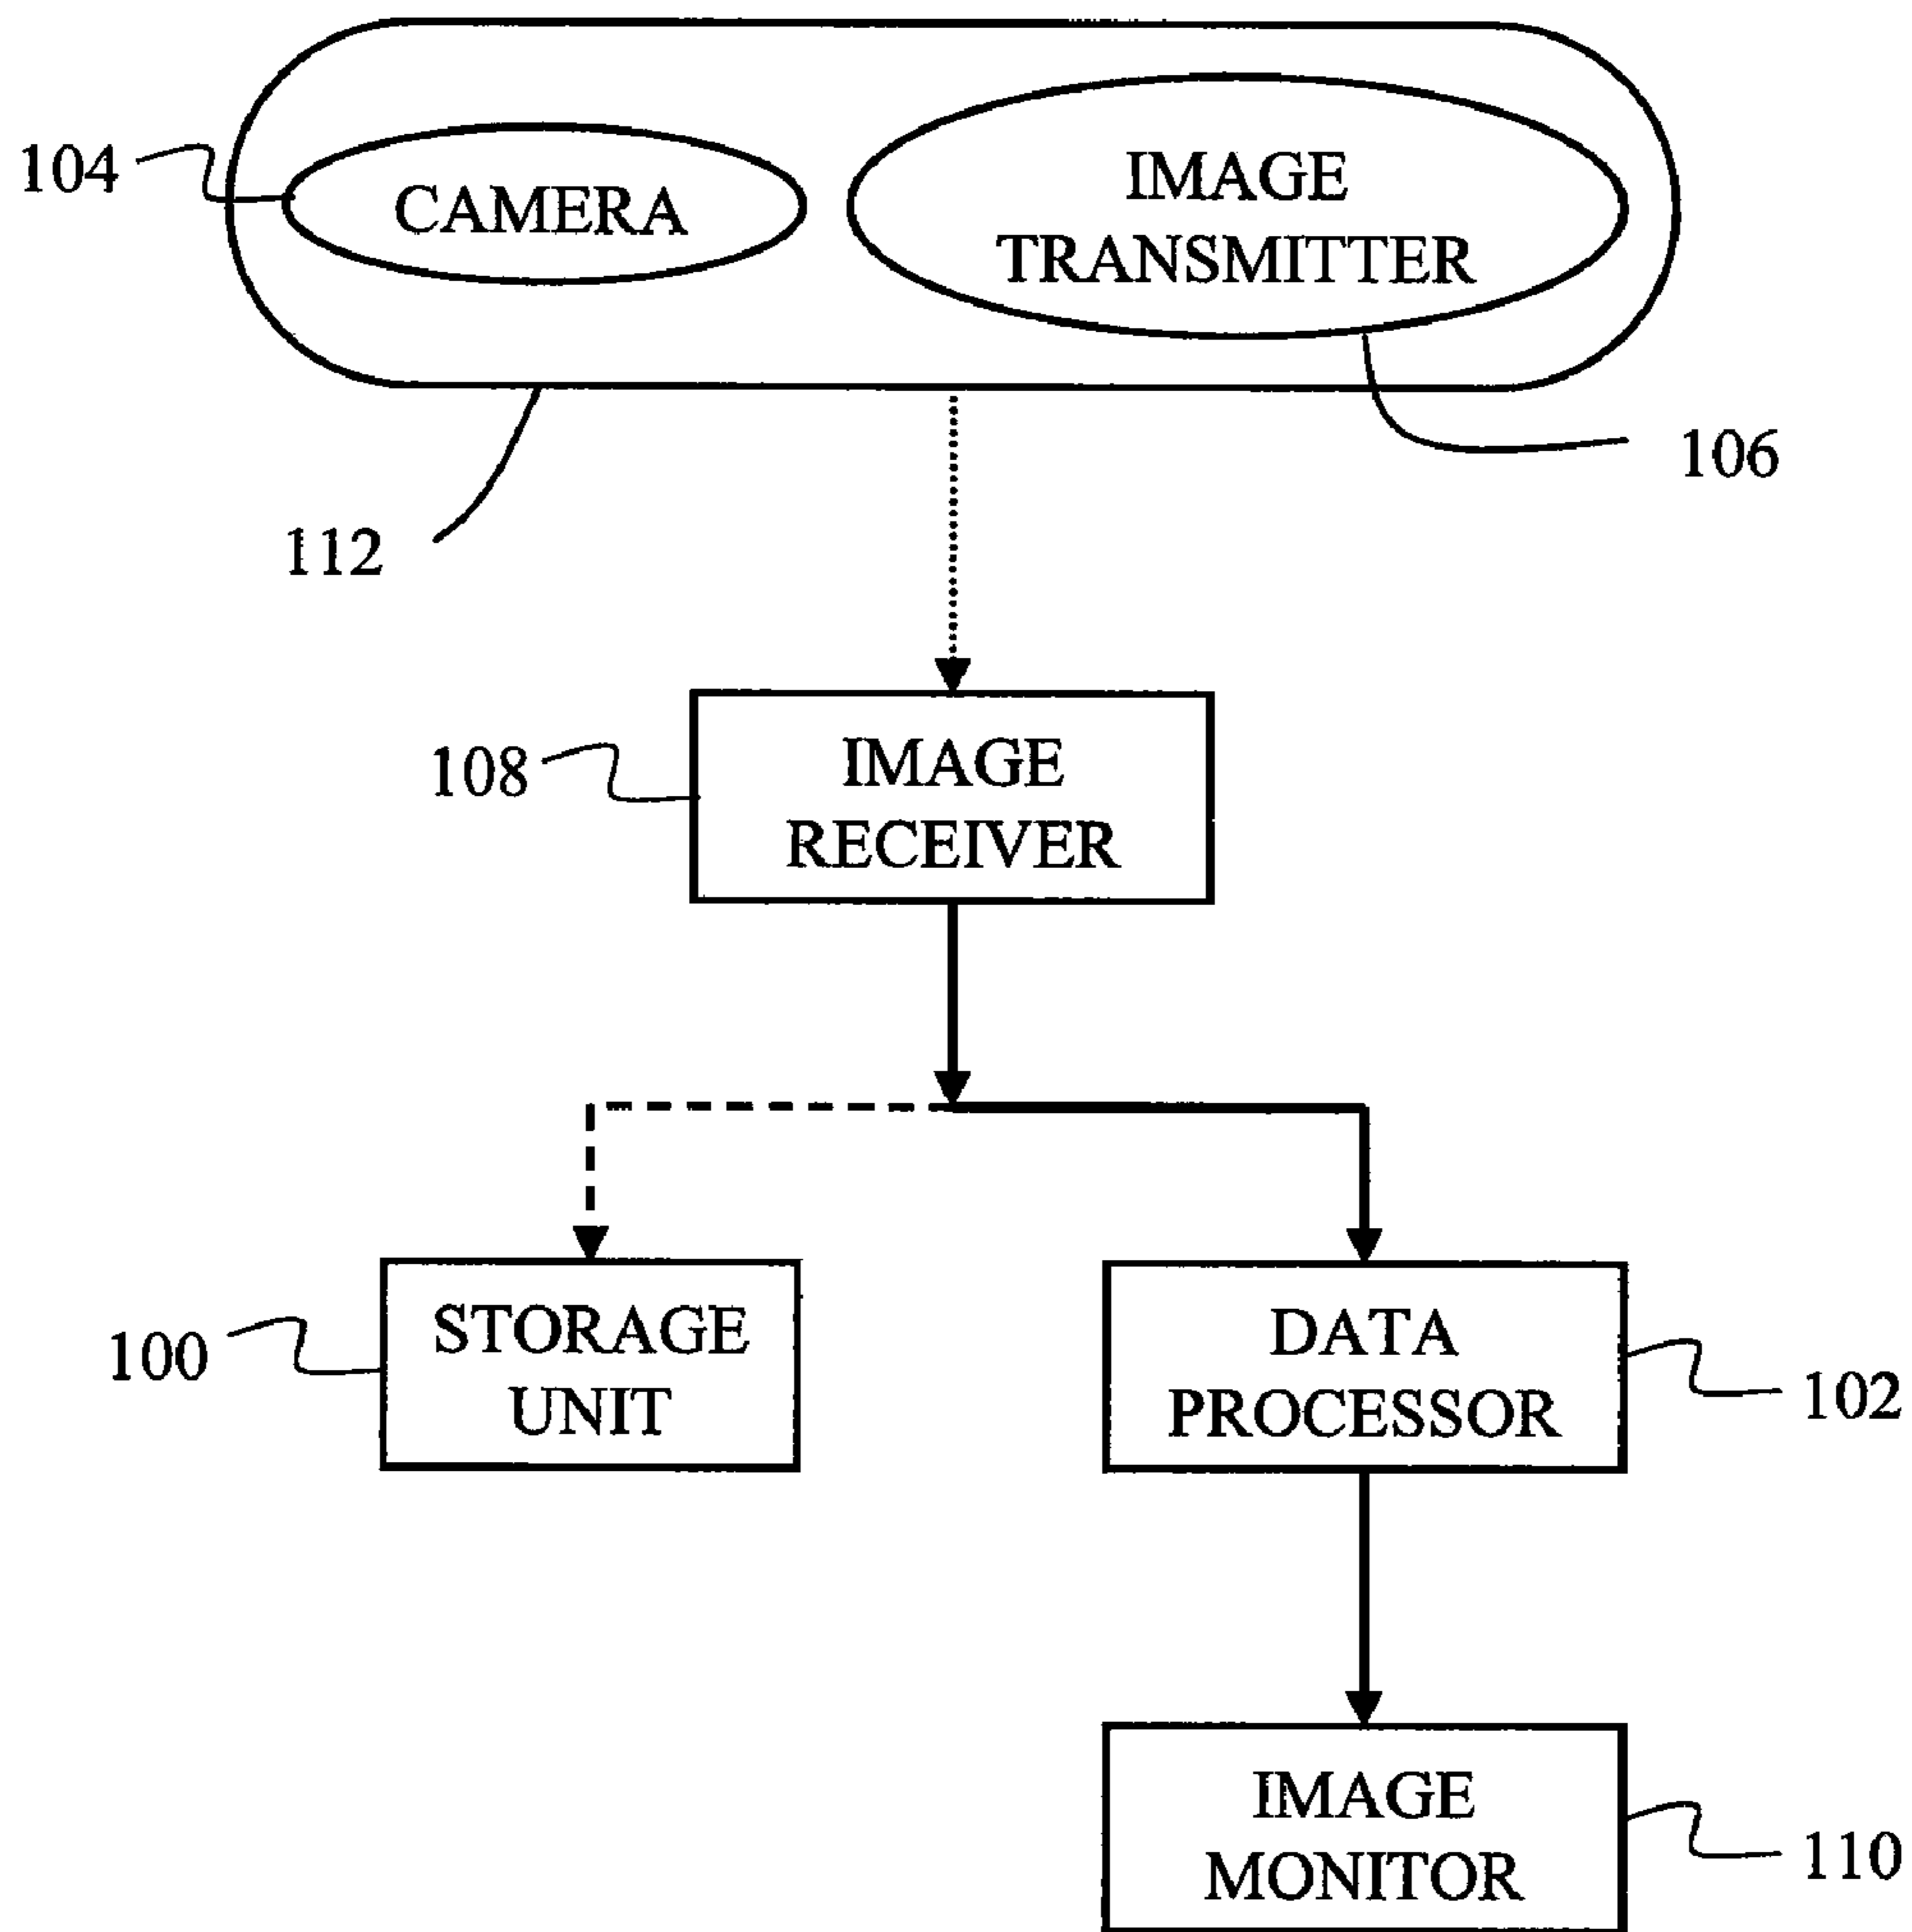 104
CAMERA
IMAGE
TRANSMITTER
106
112
108
IMAGE
RECEIVER
100
STORAGE
UNIT
DATA
PROCESSOR
102
IMAGE
MONITOR
110